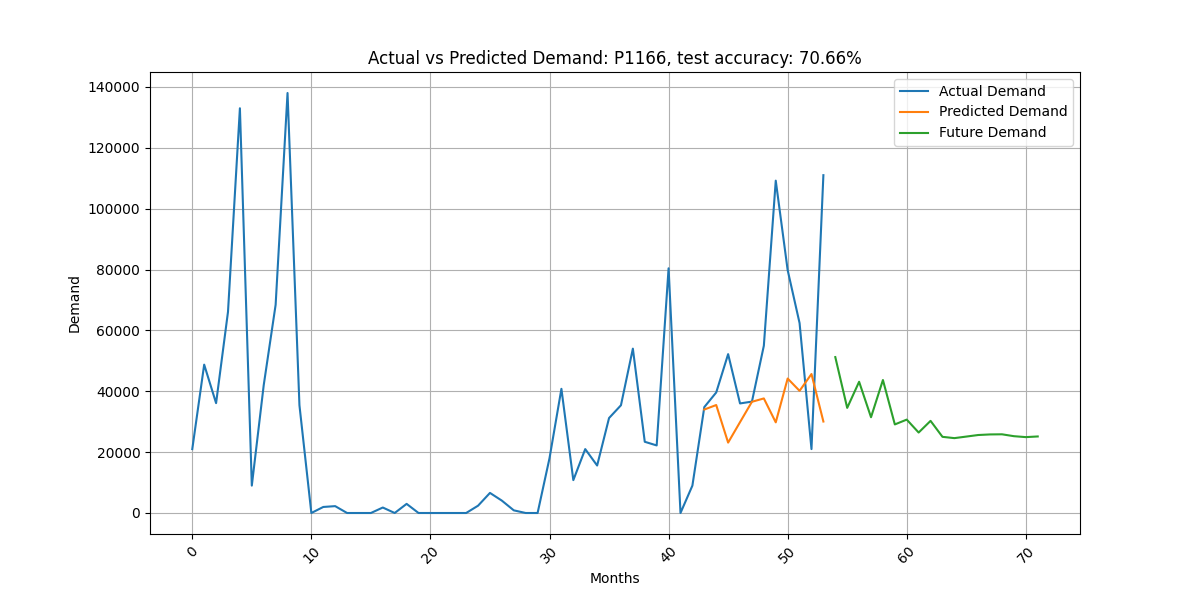 Actual vs Predicted Demand: P1166, test accuracy: 70.66%
Actual Demand
Predicted Demand
Future Demand
140000
120000
100000
80000
60000
40000
20000
0
Demand
0 10 20 30 40 50 60 70
Months